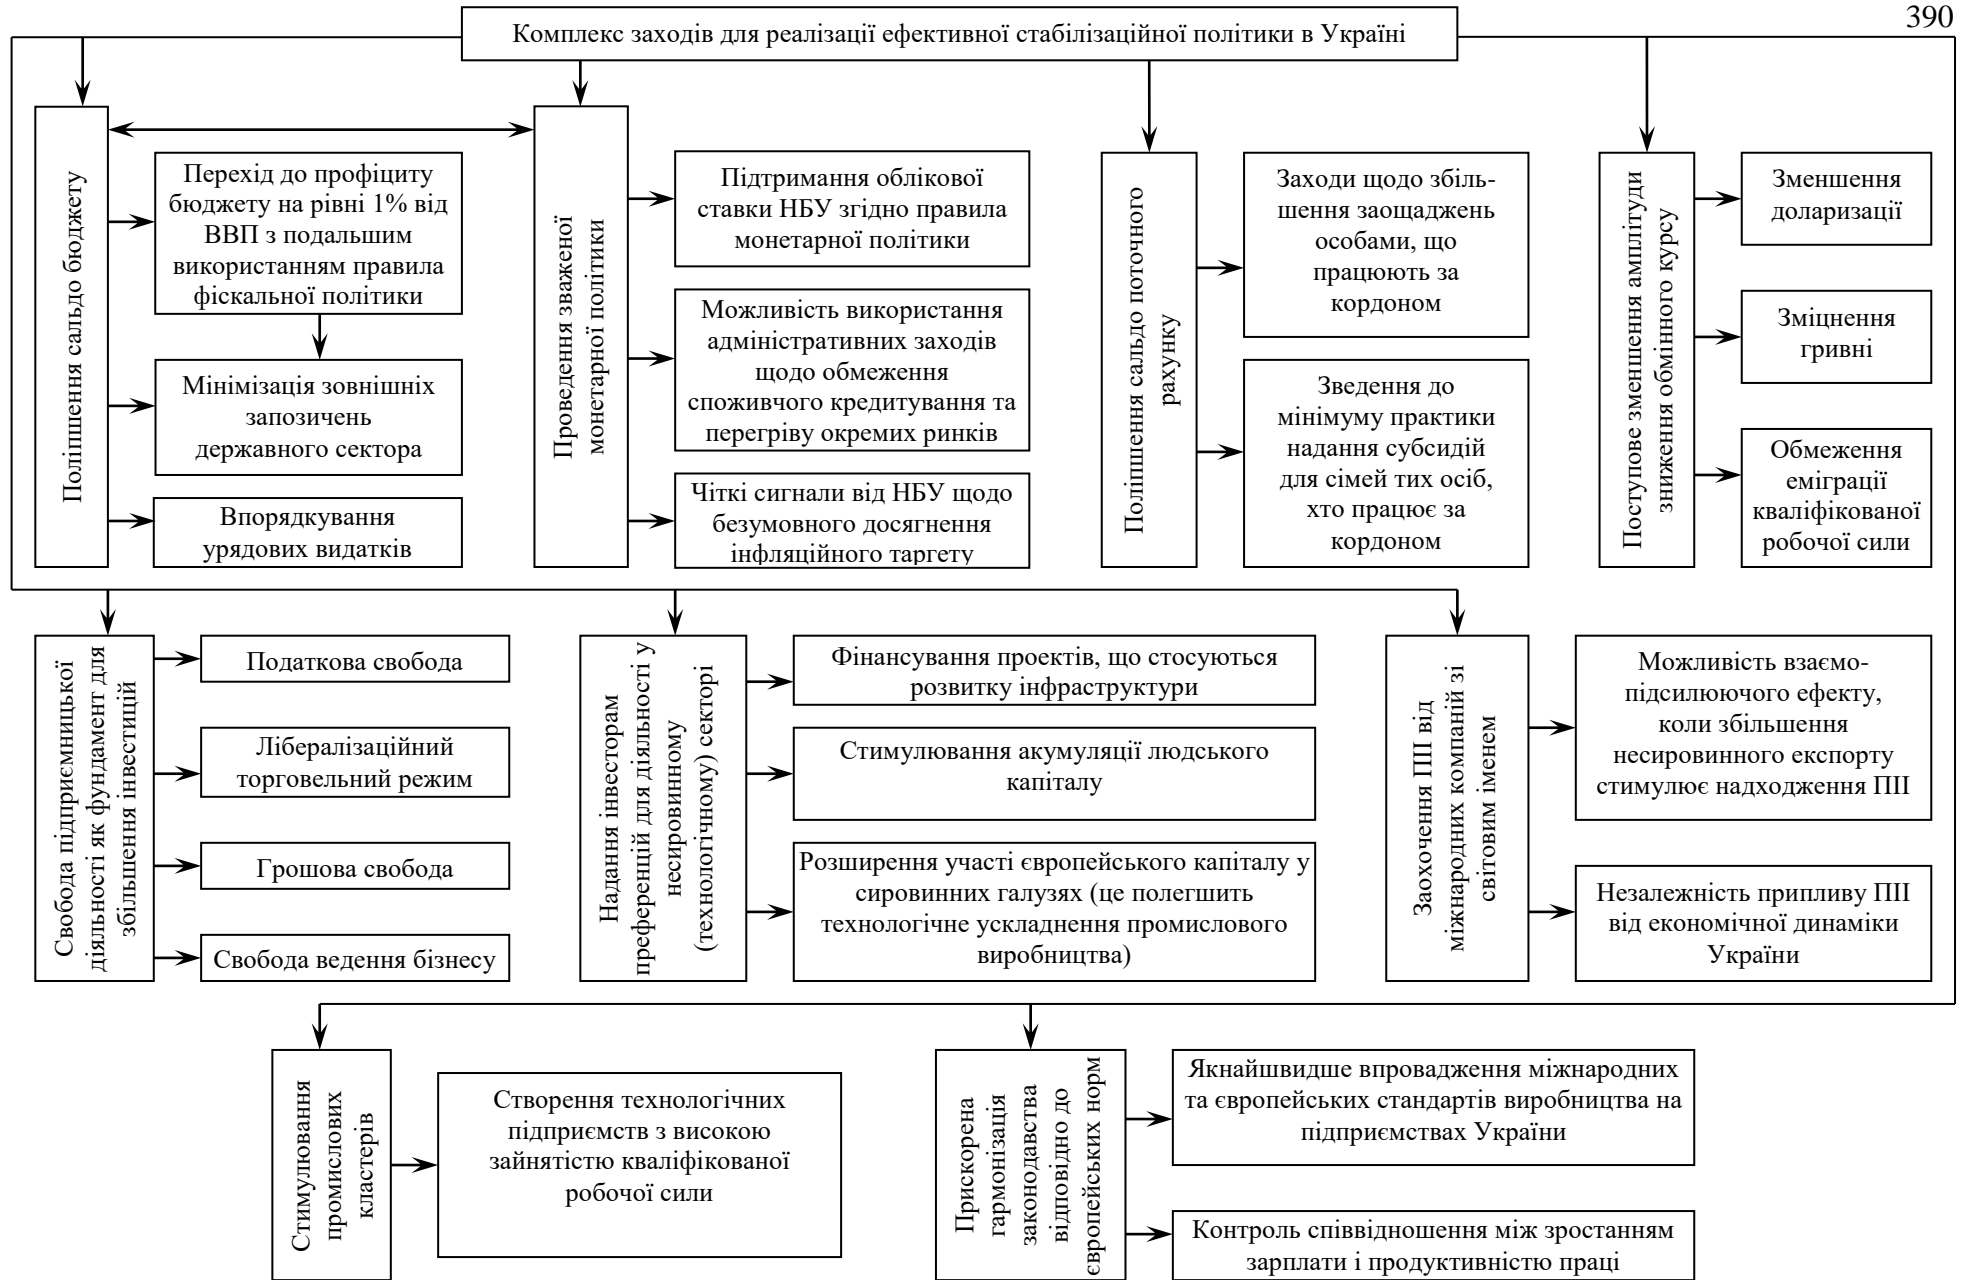 390
Комплекс заходів для реалізації ефективної стабілізаційної політики в Україні
Поліпшення сальдо бюджету
Перехід до профіциту
бюджету на рівні 1% від
ВВП з подальшим
використанням правила
фіскальної політики
Мінімізація зовнішніх
запозичень
державного сектора
Впорядкування
урядових видатків
Проведення зваженої
монетарної політики
Підтримання облікової
ставки НБУ згідно правила
монетарної політики
Можливість використання
адміністративних заходів
щодо обмеження
споживчого кредитування та
перегріву окремих ринків
Чіткі сигнали від НБУ щодо
безумовного досягнення
інфляційного таргету
Поліпшення сальдо поточного
рахунку
Заходи щодо збіль-
шення заощаджень
особами, що
працюють за
кордоном
Зведення до
мінімуму практики
надання субсидій
для сімей тих осіб,
хто працює за
кордоном
Поступове зменшення амплітуди
зниження обмінного курсу
Зменшення
доларизації
Зміцнення
гривні
Обмеження
еміграції
кваліфікованої
робочої сили
Свобода підприємницької
діяльності як фундамент для
збільшення інвестицій
Податкова свобода
Лібералізаційний
торговельний режим
Грошова свобода
Свобода ведення бізнесу
Надання інвесторам
преференцій для діяльності у
несировинному
(технологічному) секторі
Фінансування проектів, що стосуються
розвитку інфраструктури
Стимулювання акумуляції людського
капіталу
Розширення участі європейського капіталу у
сировинних галузях (це полегшить
технологічне ускладнення промислового
виробництва)
Заохочення ПІІ від
міжнародних компаній зі
світовим іменем
Можливість взаємо-
підсилюючого ефекту,
коли збільшення
несировинного експорту
стимулює надходження ПІІ
Незалежність припливу ПІІ
від економічної динаміки
України
Стимулювання
промислових
кластерів
Створення технологічних
підприємств з високою
зайнятістю кваліфікованої
робочої сили
Прискорена
гармонізація
законодавства
відповідно до
європейських норм
Якнайшвидше впровадження міжнародних
та європейських стандартів виробництва на
підприємствах України
Контроль співвідношення між зростанням
зарплати і продуктивністю праці